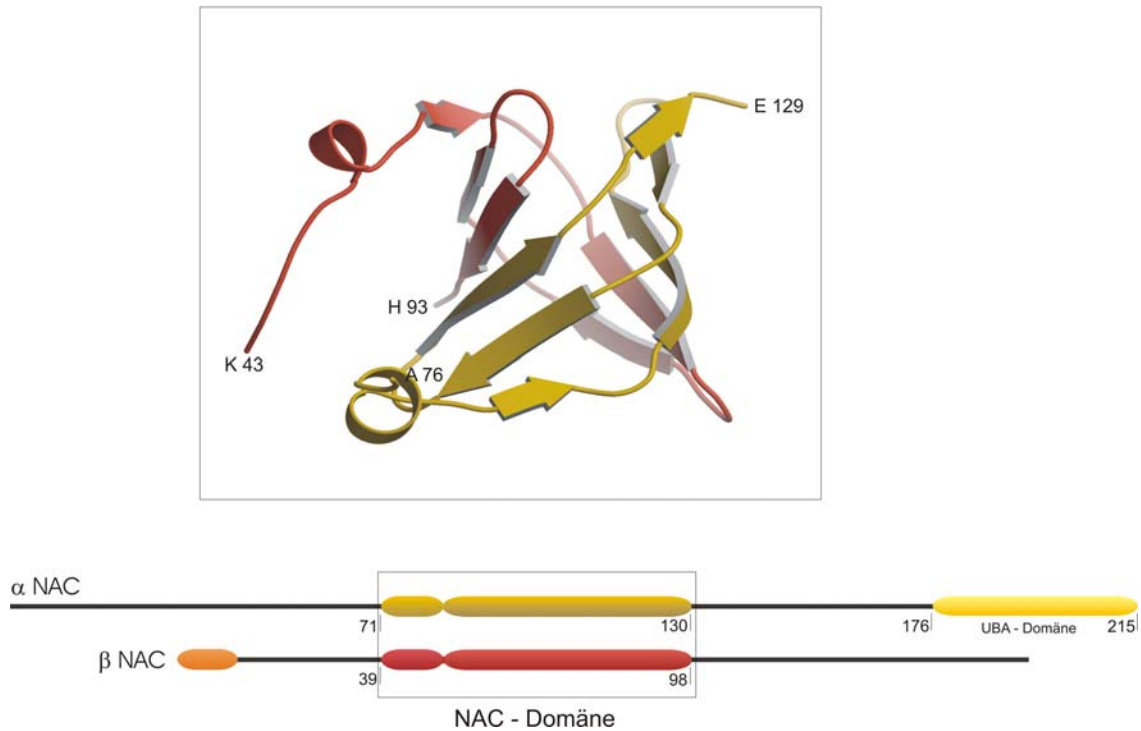 E 129
H 93
K 43
A 76
α NAC
71 130 176 UBA - Domäne 215
β NAC
39 98
NAC - Domäne